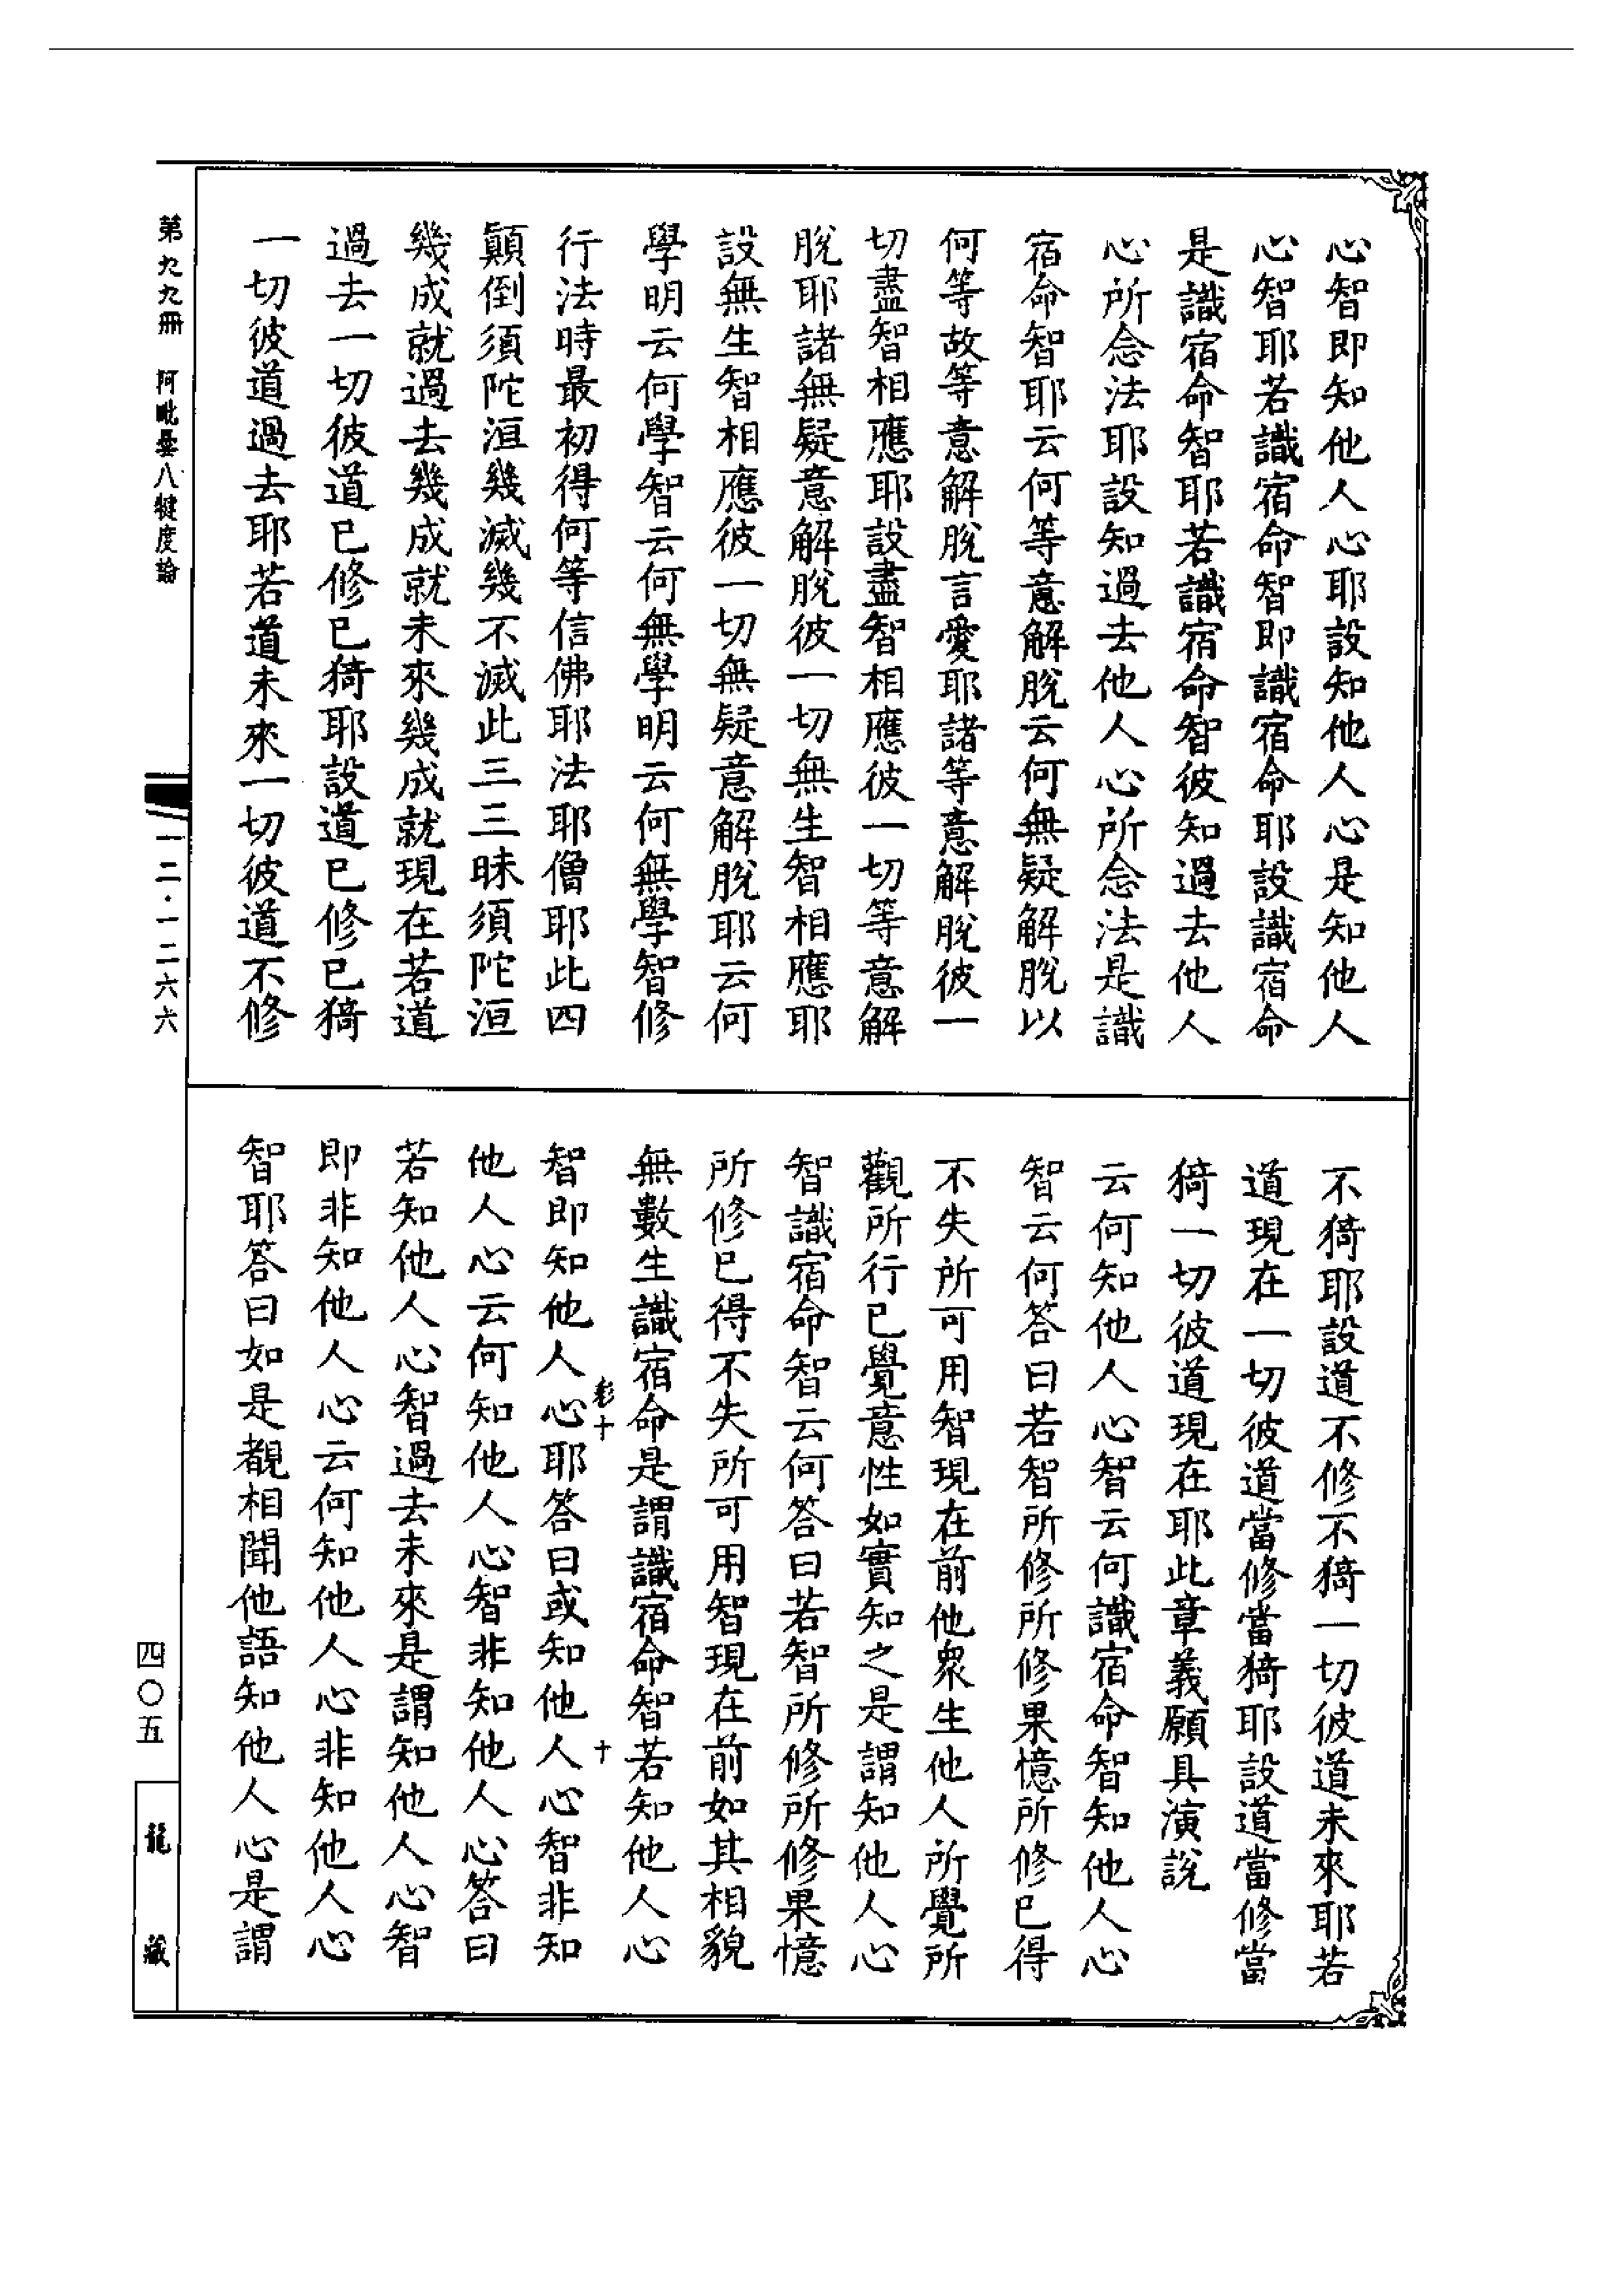 心智即知他人心耶設知他人心是知他人
心智耶若識宿命智即識宿命耶設識宿命
是識宿命智耶若識宿命智彼知過去他人
心所念法耶設知過去他人心所念法是識
宿命智耶云何等意解脫云何無疑解脫以
何等故等意解脫言愛耶諸等意解脫彼一
切盡智相應耶設盡智相應彼一切等意解
脫耶諸無疑意解脫彼一切無生智相應耶
設無生智相應彼一切無疑意解脫耶云何
學明云何學智云何無學明云何無學智修
行法時最初得何等信佛耶法耶僧耶此四
顛倒須陀洹幾滅幾不滅此三三昧須陀洹
幾成就過去幾成就未來幾成就現在若道
過去一切彼道已修已猗耶設道已修已猗
一切彼道過去耶若道未來一切彼道不修
不猗耶設道不修不猗一切彼道未來耶若
道現在一切彼道當修當猗耶設道當修當
猗一切彼道現在耶此章義願具演說
云何知他人心智云何識宿命智知他人心
智云何答曰若智所修所修果憶所修已得
不失所可用智現在前他眾生他人所覺所
觀所行已覺意性如實知之是謂知他人心
智識宿命智云何答曰若智所修所修果憶
所修已得不失所可用智現在前如其相貌
無數生識宿命是謂識宿命智若知他人心
智即知他人心耶答曰或知他人心智非知
他人心云何知他人心智非知他人心答曰
若知他人心智過去未來是謂知他人心智
即非知他人心云何知他人心非知他人心
智耶答曰如是覩相聞他語知他人心是謂
彰十
十
第九九冊 阿毗曇八犍度論
一二·一二六六
四〇五
龍藏